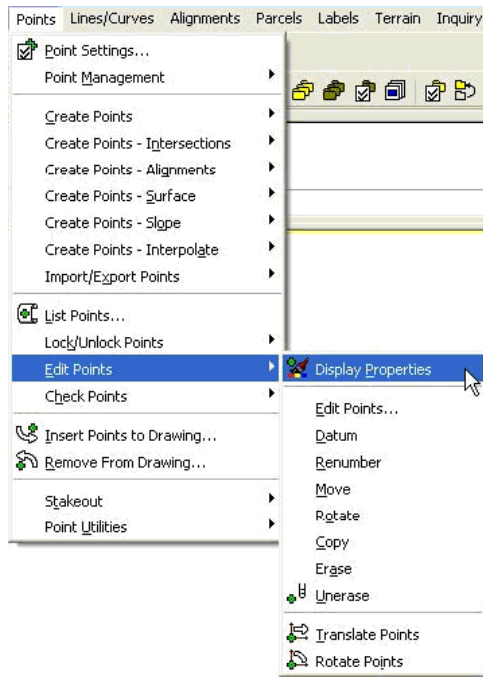 Points Lines/Curves Alignments Parcels Labels Terrain Inquiry
Point Settings...
Point Management
Create Points
Create Points - Intersections
Create Points - Alignments
Create Points - Surface
Create Points - Slope
Create Points - Interpolate
Import/Export Points
List Points...
Lock/Unlock Points
Edit Points
Check Points
Insert Points to Drawing...
Remove From Drawing...
Stakeout
Point Utilities
Display Properties
Edit Points...
Datum
Renumber
Move
Rotate
Copy
Erase
Unerase
Translate Points
Rotate Points